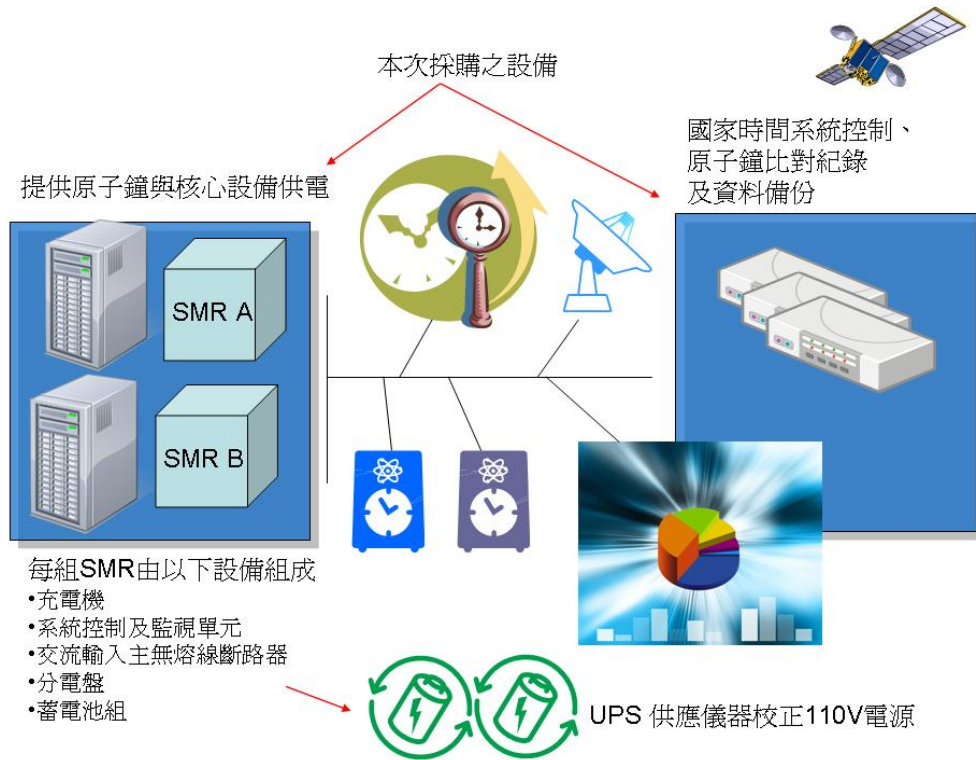 本次採購之設備
國家時間系統控制、
原子鐘比對紀錄
及資料備份
提供原子鐘與核心設備供電
SMR A
SMR B
每組SMR由以下設備組成
•充電機
•系統控制及監視單元
•交流輸入主無熔線斷路器
•分電盤
•蓄電池組
UPS 供應儀器校正110V電源